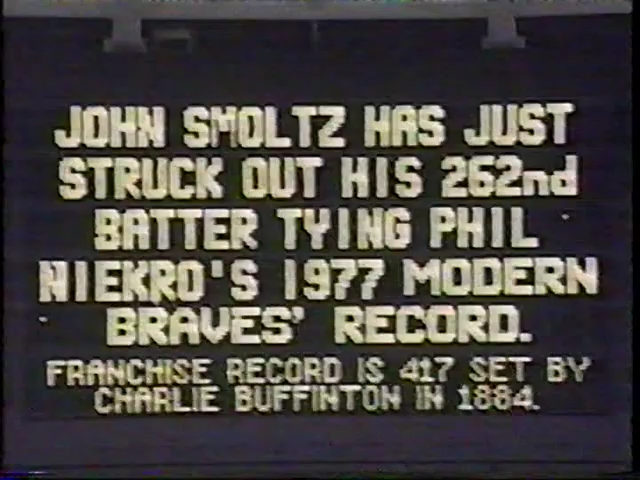 JOHN SMOLTZ HAS JUST
STRUCK OUT HIS 262nd
BATTER TYING PHIL
NIEKRO'S 1977 MODERN
BRAVES' RECORD.
FRANCHISE RECORD IS 417 SET BY
CHARLIE BUFFINTON IN 1884.